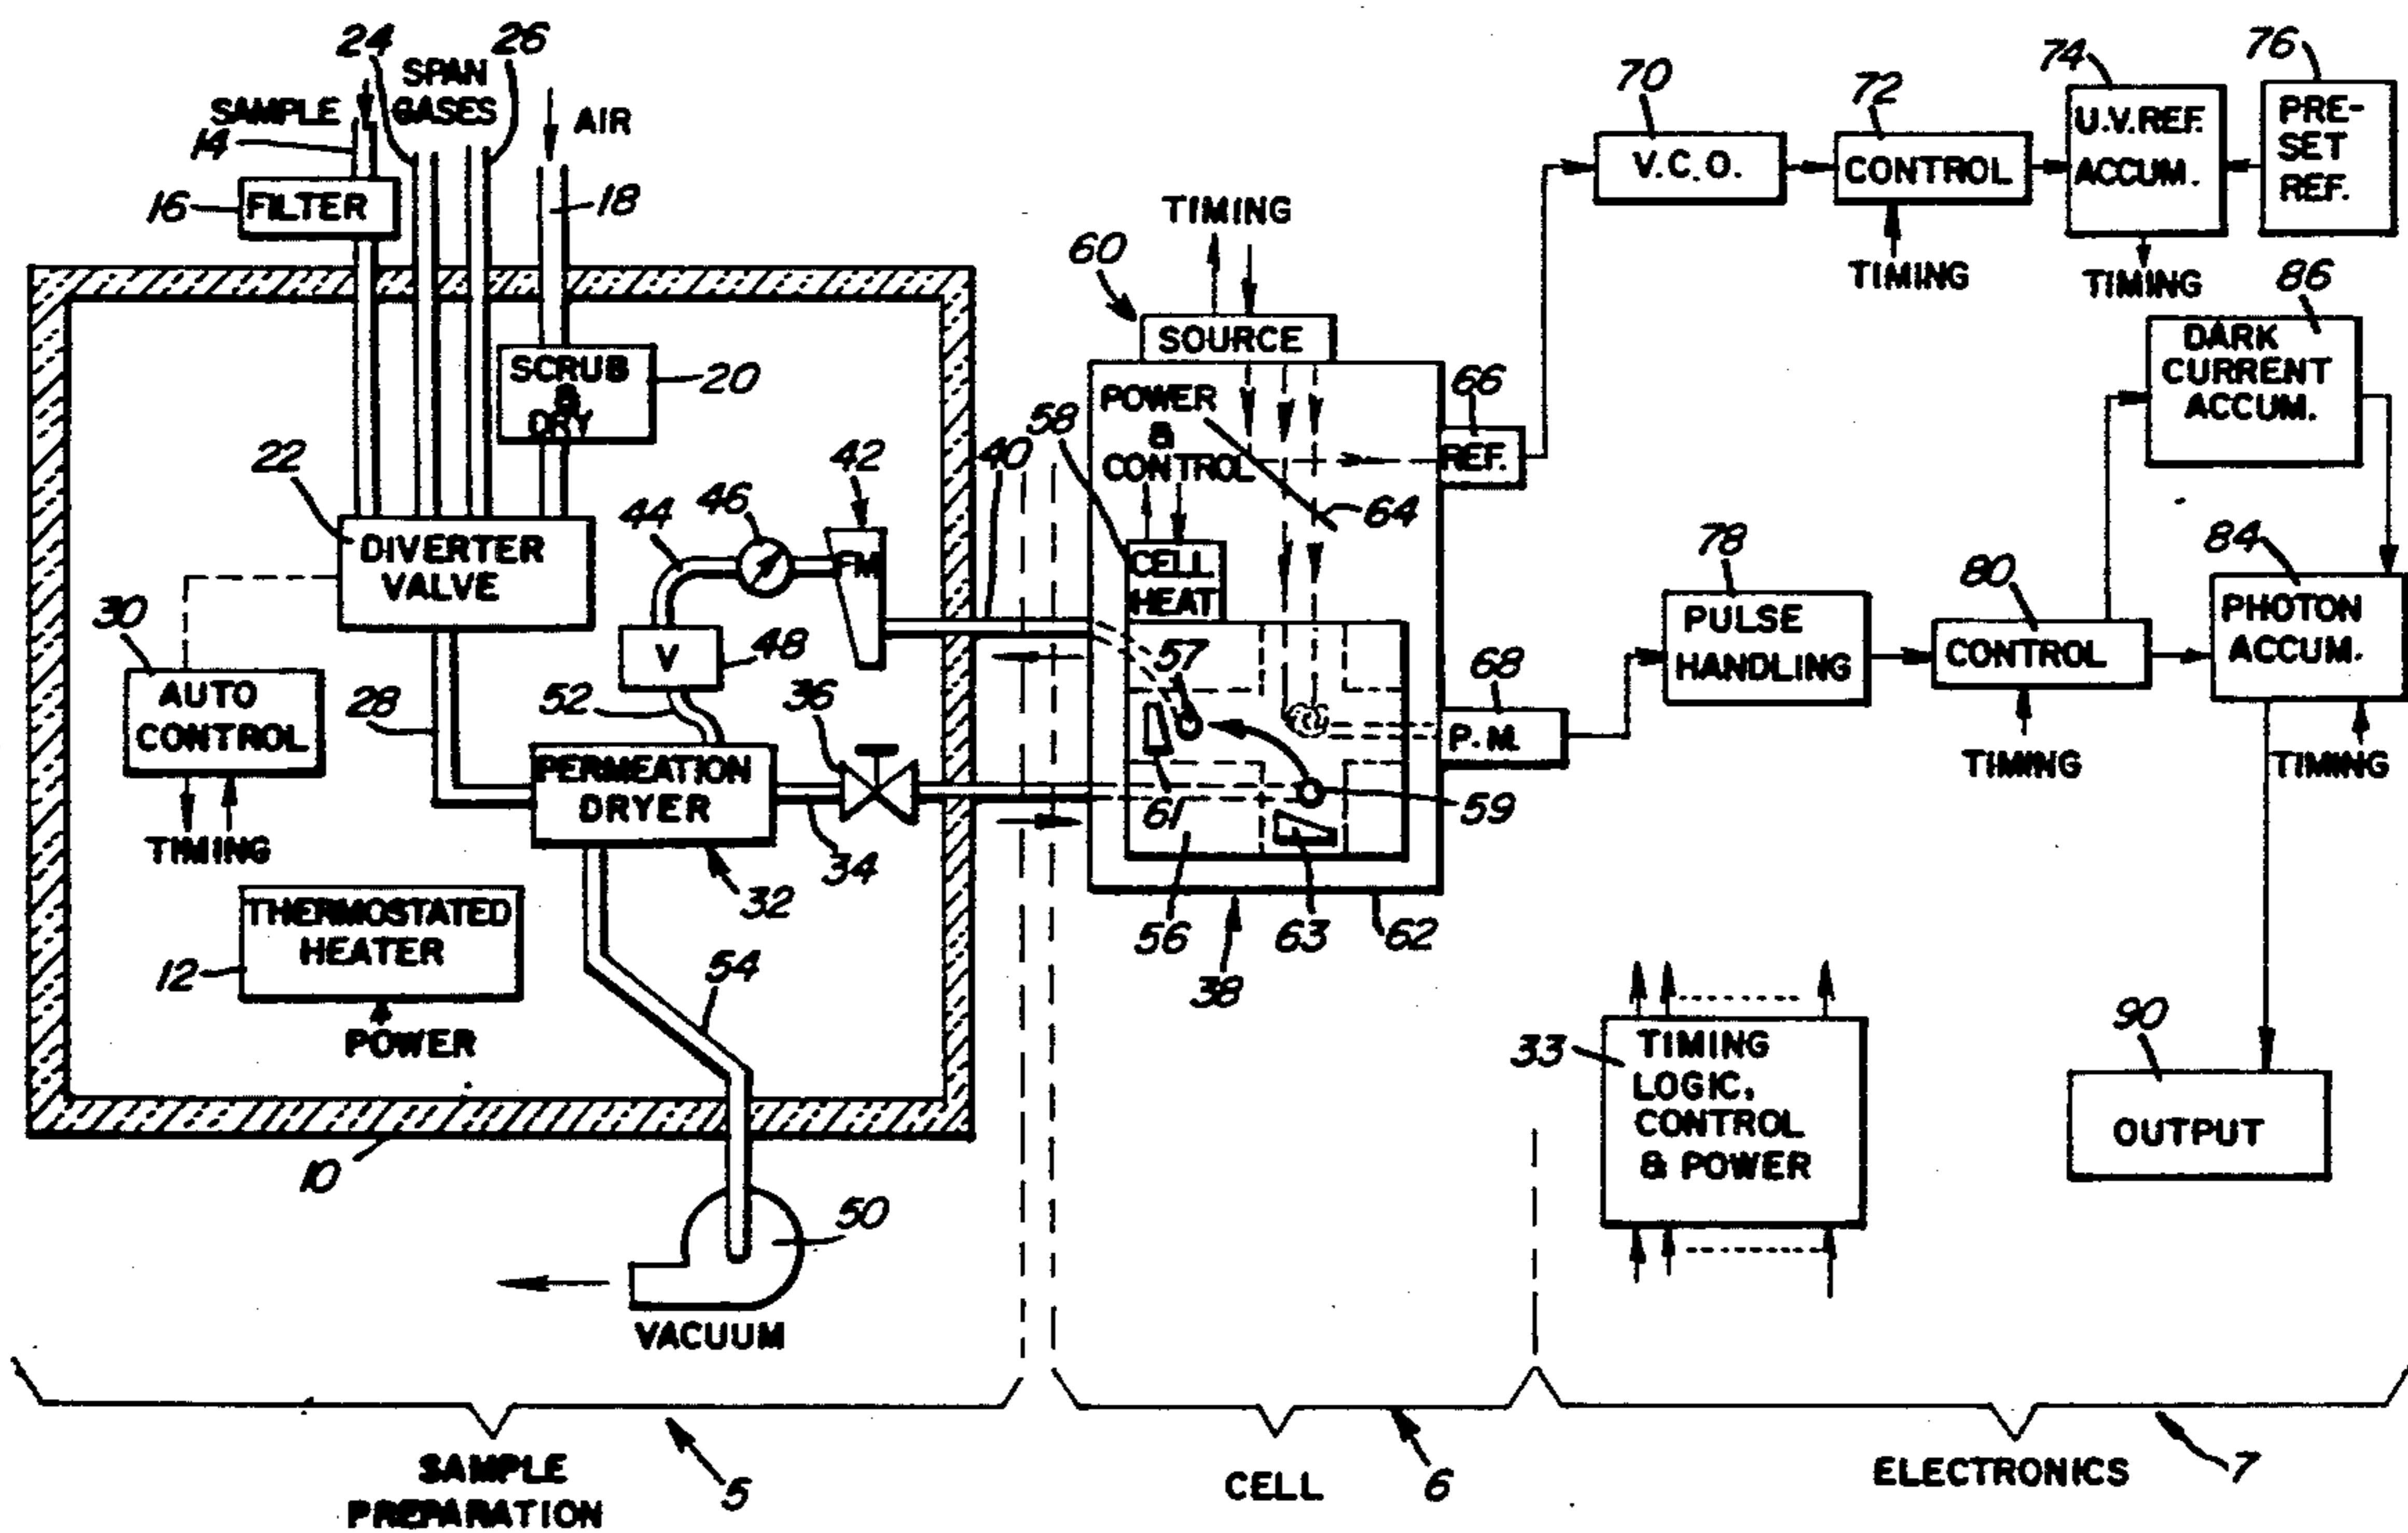 24
SPAN
GASES
26
SAMPLE
14
AIR
16
FILTER
18
SCRUB
&
DRY
20
22
DIVERTER
VALVE
30
AUTO
CONTROL
TIMING
28
44
46
42
FM
V
48
52
40
36
PERMEATION
DRYER
32
34
THERMOSTATED
HEATER
12
POWER
54
10
50
VACUUM
TIMING
60
SOURCE
POWER
&
CONTROL
58
CELL
HEAT
64
66
REF.
57
68
P.M.
61
59
56
63
62
38
70
V.C.O.
72
CONTROL
TIMING
74
U.V.REF.
ACCUM.
TIMING
76
PRE-
SET
REF.
86
DARK
CURRENT
ACCUM.
78
PULSE
HANDLING
80
CONTROL
TIMING
84
PHOTON
ACCUM.
TIMING
33
TIMING
LOGIC,
CONTROL
& POWER
90
OUTPUT
SAMPLE
PREPARATION
5
CELL
6
ELECTRONICS
7